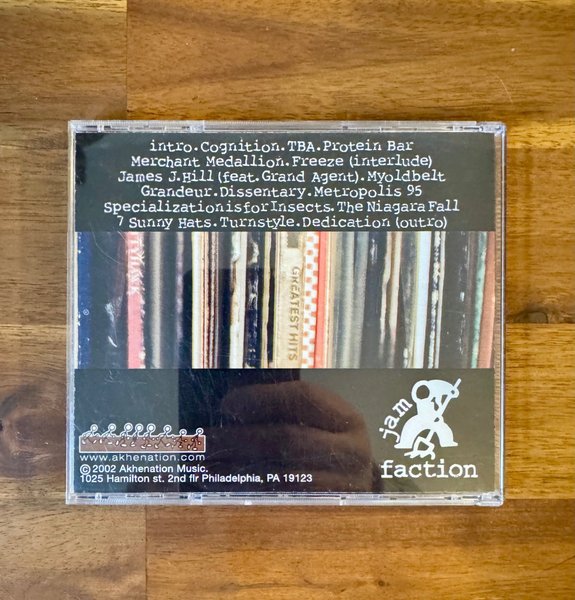 intro.Cognition.TBA.Protein Bar
Merchant Medallion.Freeze(interlude)
James J.Hill(feat.Grand Agent).Myoldbelt
Grandeur.Dissentary.Metropolis 95
SpecializationisforInsects.The Niagara Fall
7 Sunny Hats.Turnstyle.Dedication(outro)
GREATEST HITS
jam
faction
www.akhenation.com
©2002 Akhenation Music.
1025 Hamilton st. 2nd flr Philadelphia, PA 19123